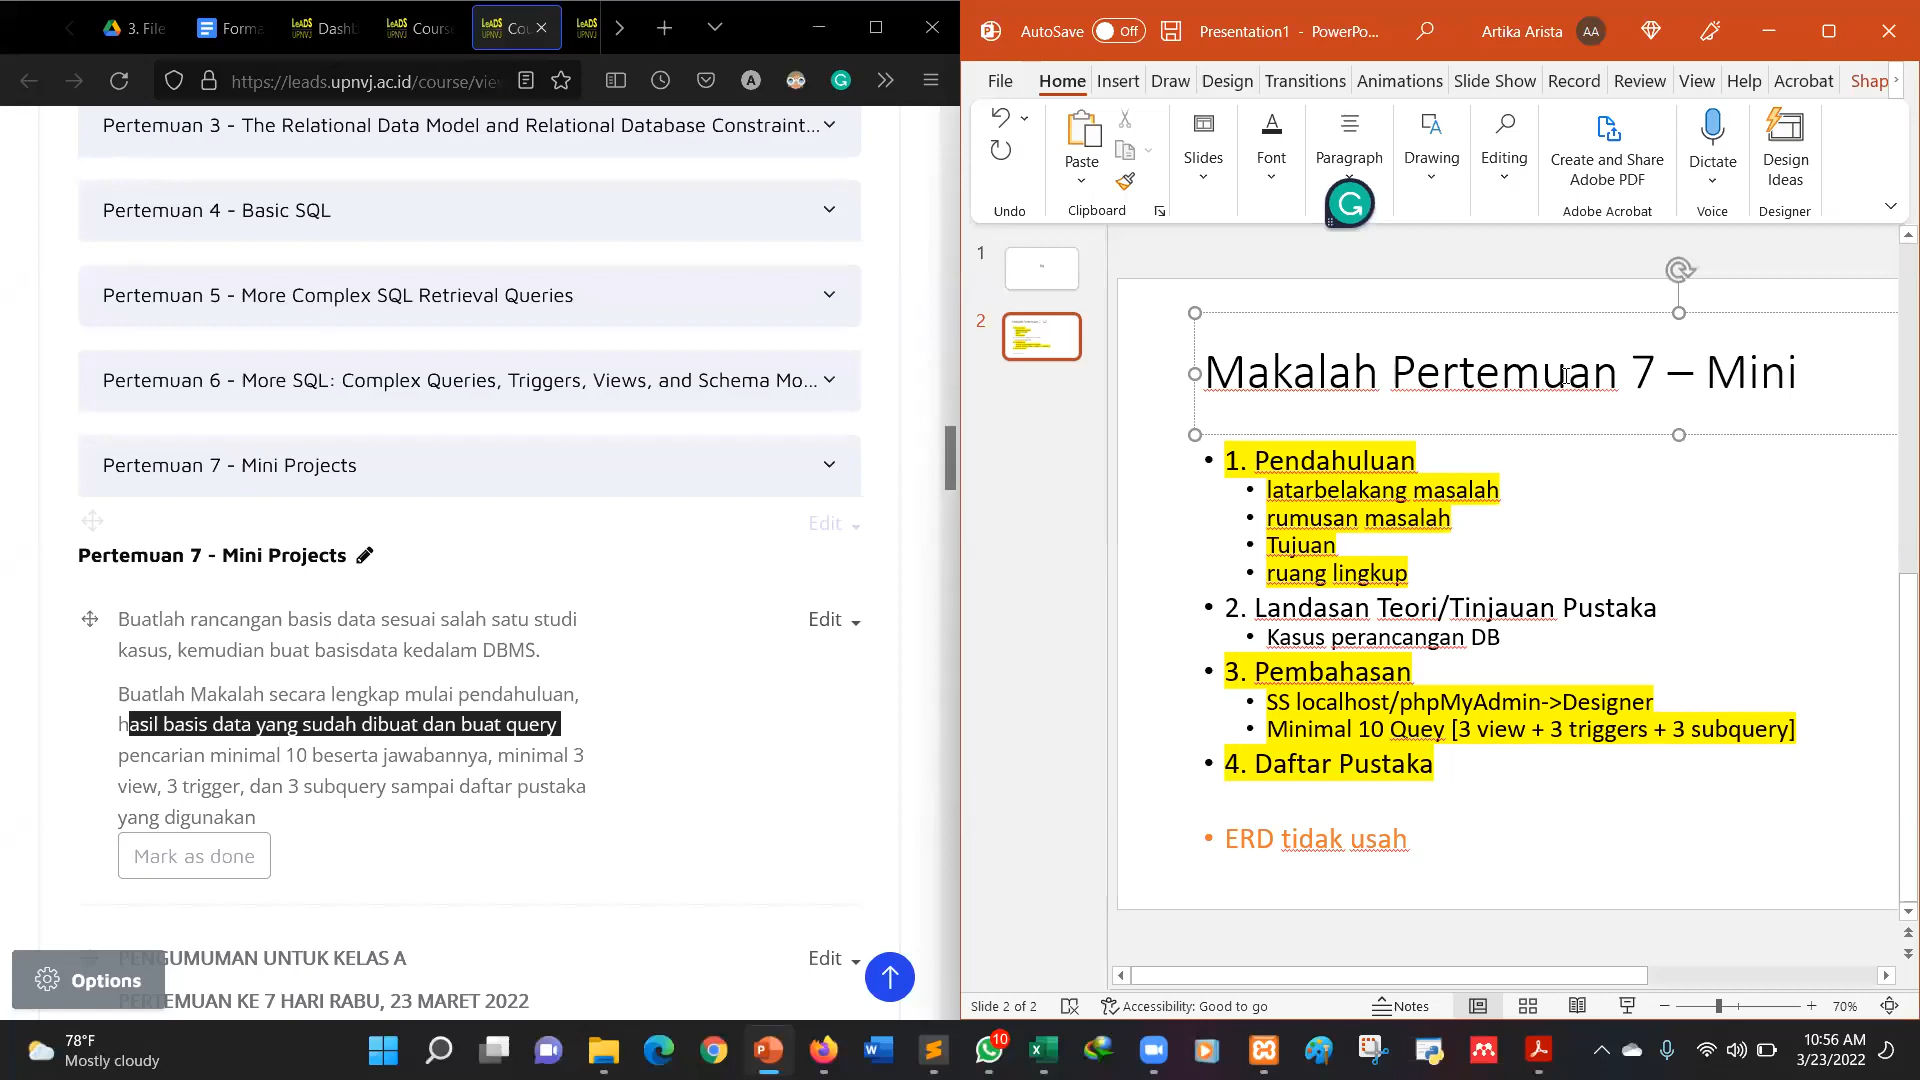 3. File
Forma
Dashb
Course
Cou
https://leads.upnvj.ac.id/course/view
Pertemuan 3 - The Relational Data Model and Relational Database Constraint...
Pertemuan 4 - Basic SQL
Pertemuan 5 - More Complex SQL Retrieval Queries
Pertemuan 6 - More SQL: Complex Queries, Triggers, Views, and Schema Mo...
Pertemuan 7 - Mini Projects
Edit
Pertemuan 7 - Mini Projects
Buatlah rancangan basis data sesuai salah satu studi
Edit
kasus, kemudian buat basisdata kedalam DBMS.
Buatlah Makalah secara lengkap mulai pendahuluan,
hasil basis data yang sudah dibuat dan buat query
pencarian minimal 10 beserta jawabannya, minimal 3
view, 3 trigger, dan 3 subquery sampai daftar pustaka
yang digunakan
Mark as done
PENGUMUMAN UNTUK KELAS A
Edit
PERTEMUAN KE 7 HARI RABU, 23 MARET 2022
Options
AutoSave
Off
Presentation1 - PowerPo...
Artika Arista
AA
File
Home
Insert
Draw
Design
Transitions
Animations
Slide Show
Record
Review
View
Help
Acrobat
Shap
Paste
Slides
Font
Paragraph
Drawing
Editing
Create and Share
Adobe PDF
Dictate
Design
Ideas
Undo
Clipboard
Adobe Acrobat
Voice
Designer
1
2
Makalah Pertemuan 7 – Mini
• 1. Pendahuluan
• latarbelakang masalah
• rumusan masalah
• Tujuan
• ruang lingkup
• 2. Landasan Teori/Tinjauan Pustaka
• Kasus perancangan DB
• 3. Pembahasan
• SS localhost/phpMyAdmin->Designer
• Minimal 10 Quey [3 view + 3 triggers + 3 subquery]
• 4. Daftar Pustaka
• ERD tidak usah
Slide 2 of 2
Accessibility: Good to go
Notes
70%
78°F
Mostly cloudy
10
10:56 AM
3/23/2022